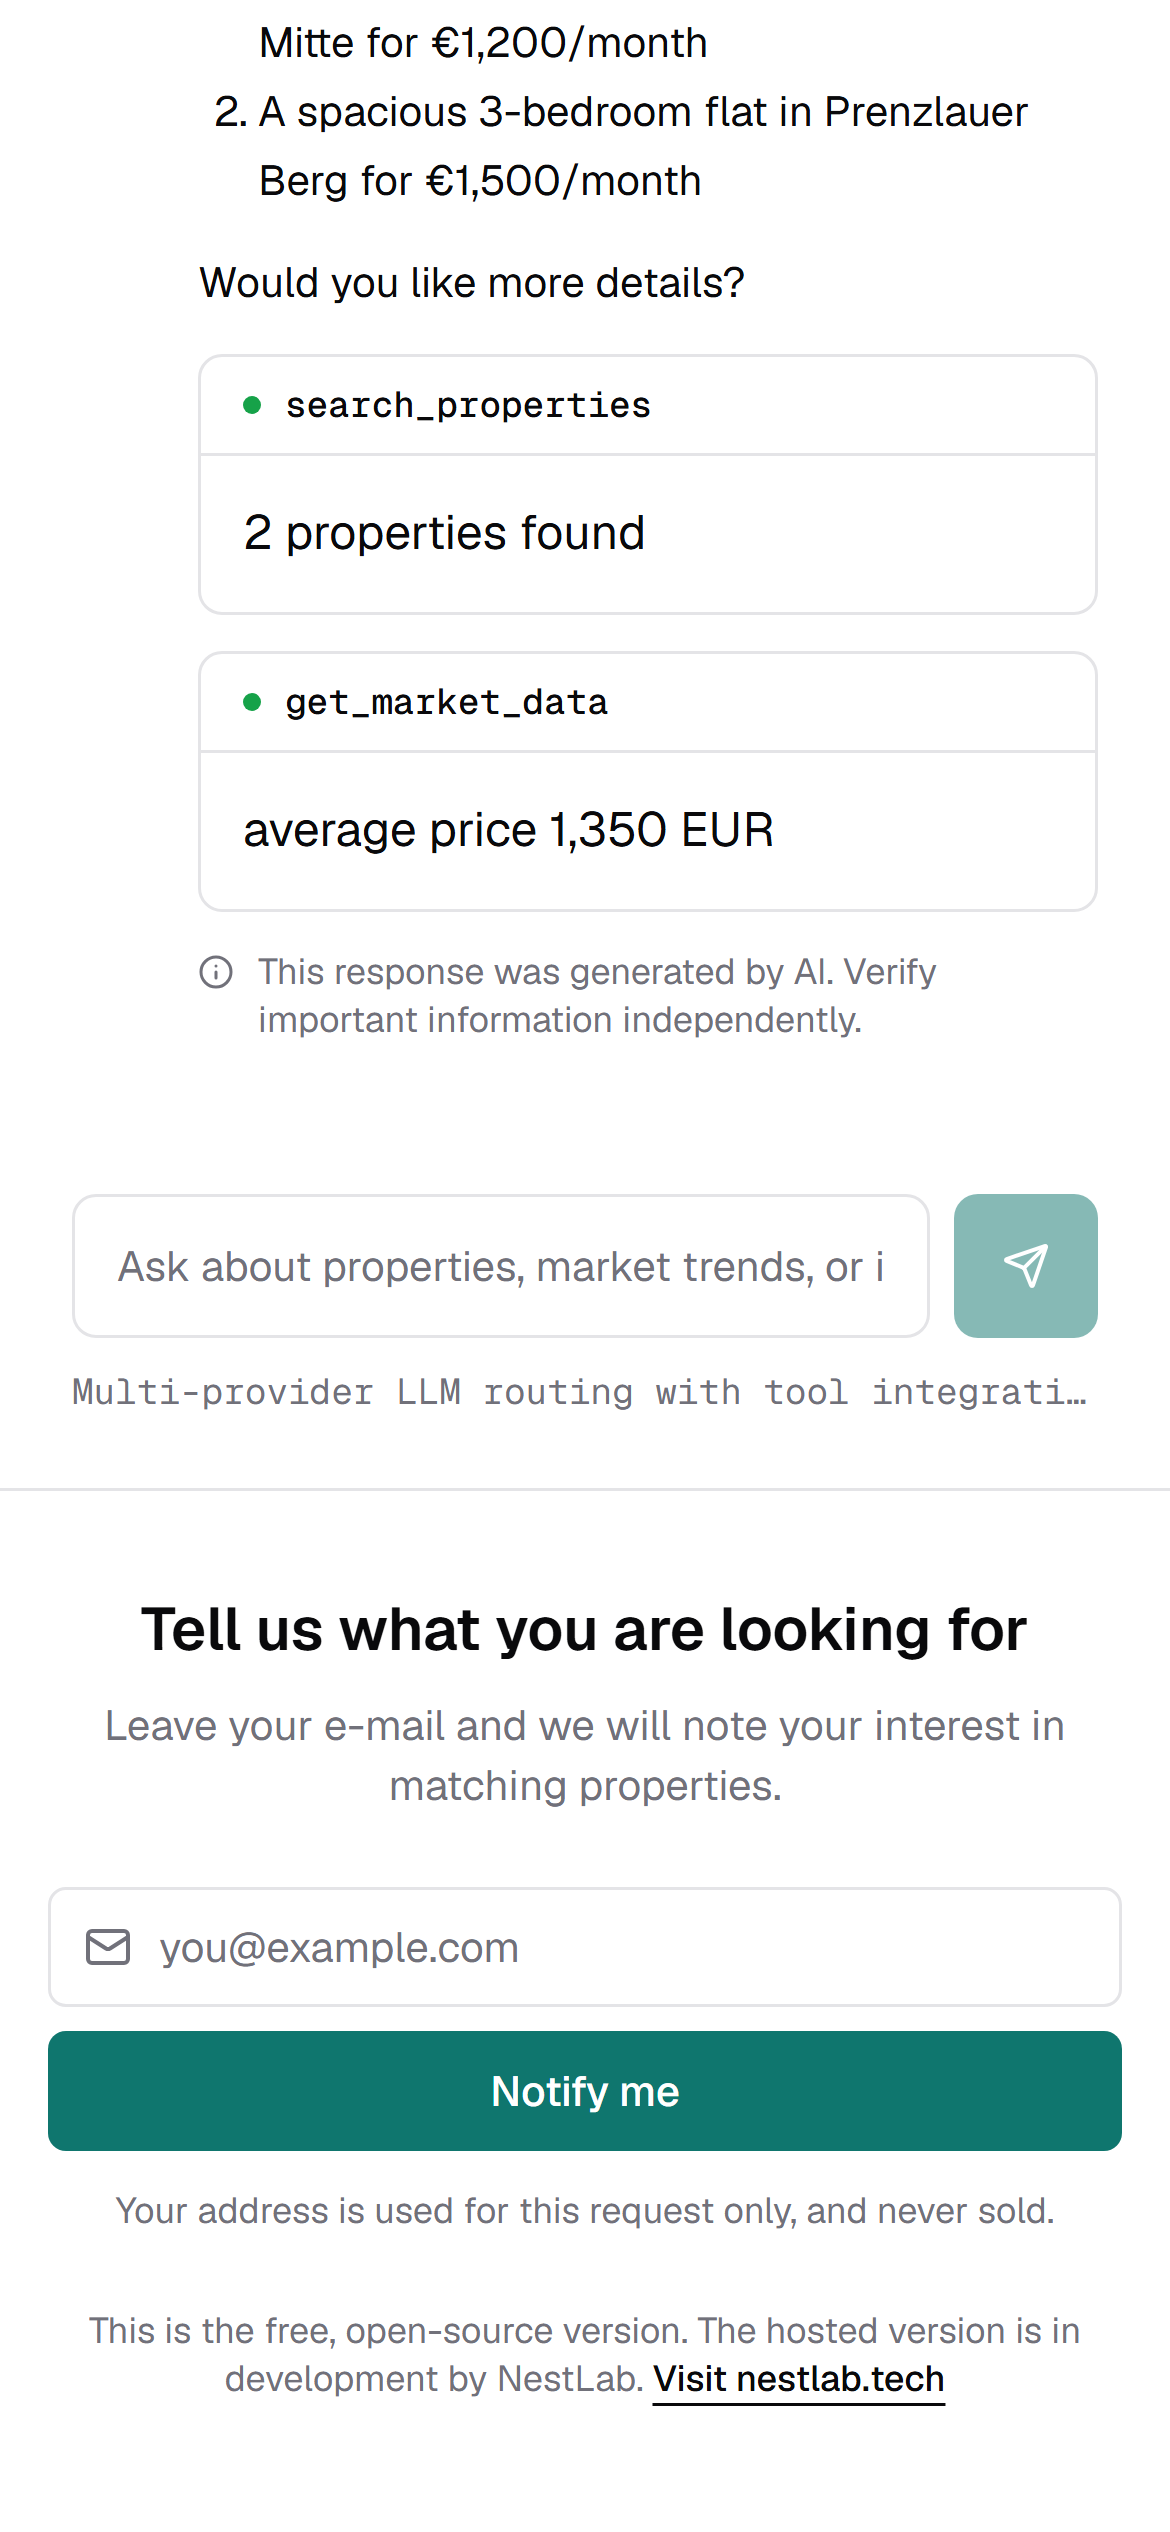 Mitte for €1,200/month
2. A spacious 3-bedroom flat in Prenzlauer
Berg for €1,500/month
Would you like more details?
search_properties
2 properties found
get_market_data
average price 1,350 EUR
This response was generated by AI. Verify
important information independently.
Ask about properties, market trends, or i
Multi-provider LLM routing with tool integrati…
Tell us what you are looking for
Leave your e-mail and we will note your interest in
matching properties.
you@example.com
Notify me
Your address is used for this request only, and never sold.
This is the free, open-source version. The hosted version is in
development by NestLab. Visit nestlab.tech